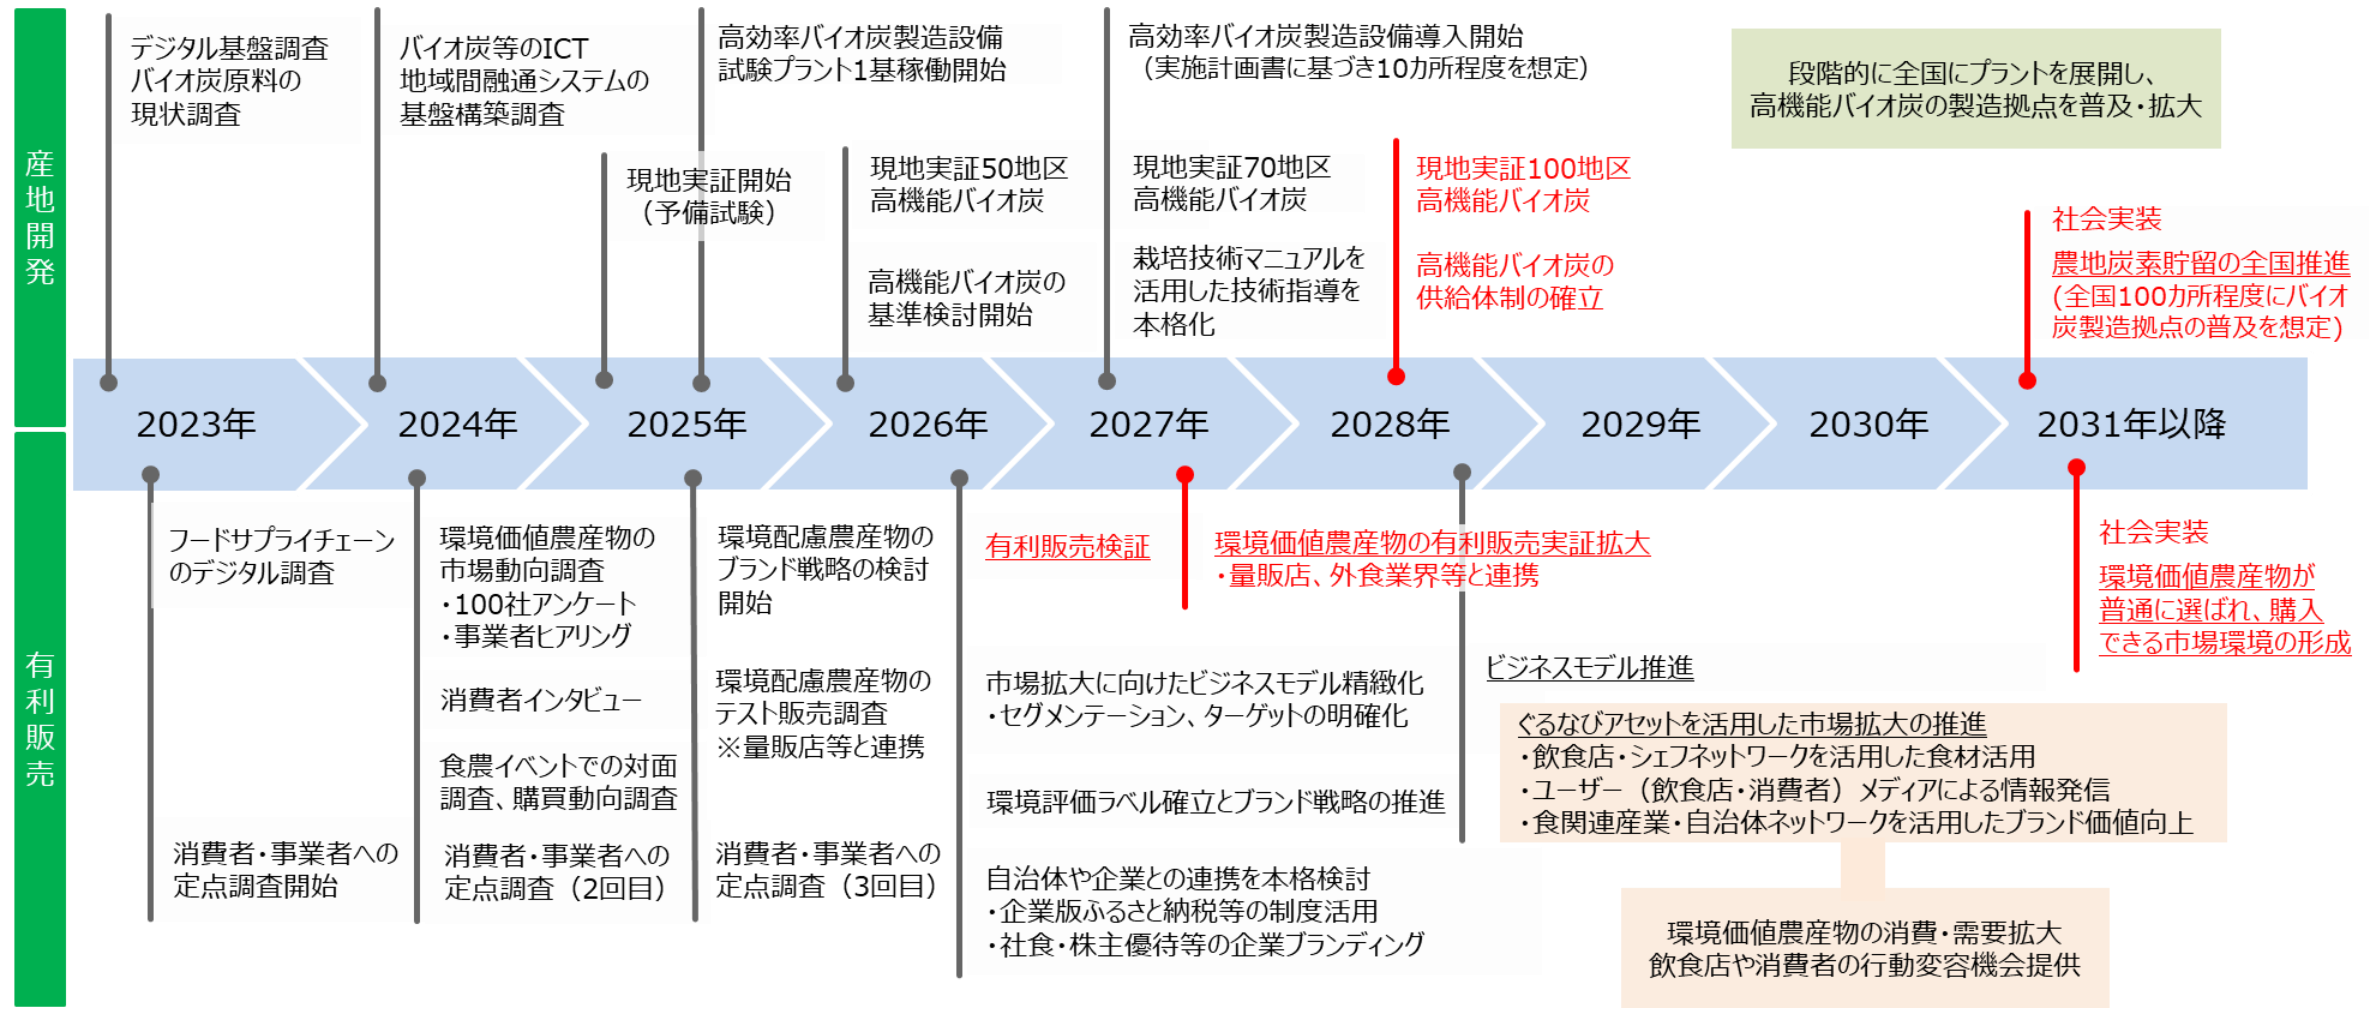 産地開発
デジタル基盤調査
バイオ炭原料の
現状調査
バイオ炭等のICT
地域間融通システムの
基盤構築調査
現地実証開始
（予備試験）
高効率バイオ炭製造設備
試験プラント1基稼働開始
現地実証50地区
高機能バイオ炭
高機能バイオ炭の
基準検討開始
高効率バイオ炭製造設備導入開始
（実施計画書に基づき10カ所程度を想定）
現地実証70地区
高機能バイオ炭
栽培技術マニュアルを
活用した技術指導を
本格化
現地実証100地区
高機能バイオ炭
高機能バイオ炭の
供給体制の確立
段階的に全国にプラントを展開し、
高機能バイオ炭の製造拠点を普及・拡大
社会実装
農地炭素貯留の全国推進
(全国100カ所程度にバイオ
炭製造拠点の普及を想定)
2023年
2024年
2025年
2026年
2027年
2028年
2029年
2030年
2031年以降
有利販売
フードサプライチェーン
のデジタル調査
消費者・事業者への
定点調査開始
環境価値農産物の
市場動向調査
・100社アンケート
・事業者ヒアリング
消費者インタビュー
食農イベントでの対面
調査、購買動向調査
消費者・事業者への
定点調査（2回目）
環境配慮農産物の
ブランド戦略の検討
開始
環境配慮農産物の
テスト販売調査
※量販店等と連携
消費者・事業者への
定点調査（3回目）
有利販売検証
市場拡大に向けたビジネスモデル精緻化
・セグメンテーション、ターゲットの明確化
環境評価ラベル確立とブランド戦略の推進
自治体や企業との連携を本格検討
・企業版ふるさと納税等の制度活用
・社食・株主優待等の企業ブランディング
環境価値農産物の有利販売実証拡大
・量販店、外食業界等と連携
ビジネスモデル推進
ぐるなびアセットを活用した市場拡大の推進
・飲食店・シェフネットワークを活用した食材活用
・ユーザー（飲食店・消費者）メディアによる情報発信
・食関連産業・自治体ネットワークを活用したブランド価値向上
環境価値農産物の消費・需要拡大
飲食店や消費者の行動変容機会提供
社会実装
環境価値農産物が
普通に選ばれ、購入
できる市場環境の形成